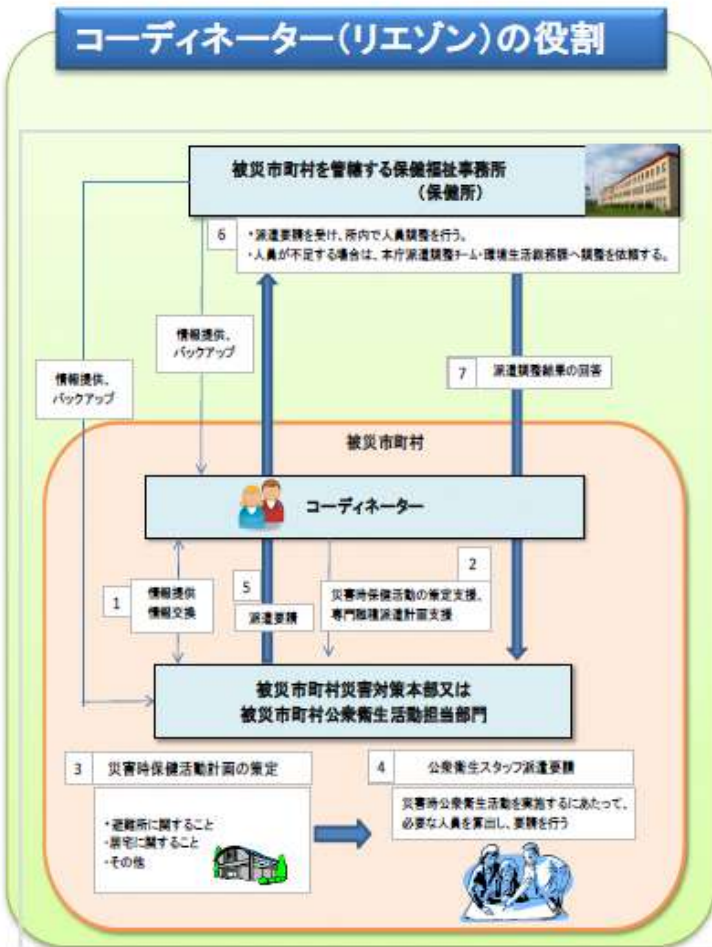 コーディネーター(リエゾン)の役割
被災市町村を管轄する保健福祉事務所
(保健所)
6
・派遣要請を受け、所内で人員調整を行う。
・人員が不足する場合は、本庁派遣調整チーム・環境生活総務課へ調整を依頼する。
情報提供、
バックアップ
情報提供、
バックアップ
7
派遣調整結果の回答
被災市町村
コーディネーター
1
情報提供
情報交換
5
派遣要請
2
災害時保健活動の策定支援、
専門職種派遣計画支援
被災市町村災害対策本部又は
被災市町村公衆衛生活動担当部門
3
災害時保健活動計画の策定
・避難所に関すること
・居宅に関すること
・その他
4
公衆衛生スタッフ派遣要請
災害時公衆衛生活動を実施するにあたって、
必要な人員を算出し、要請を行う